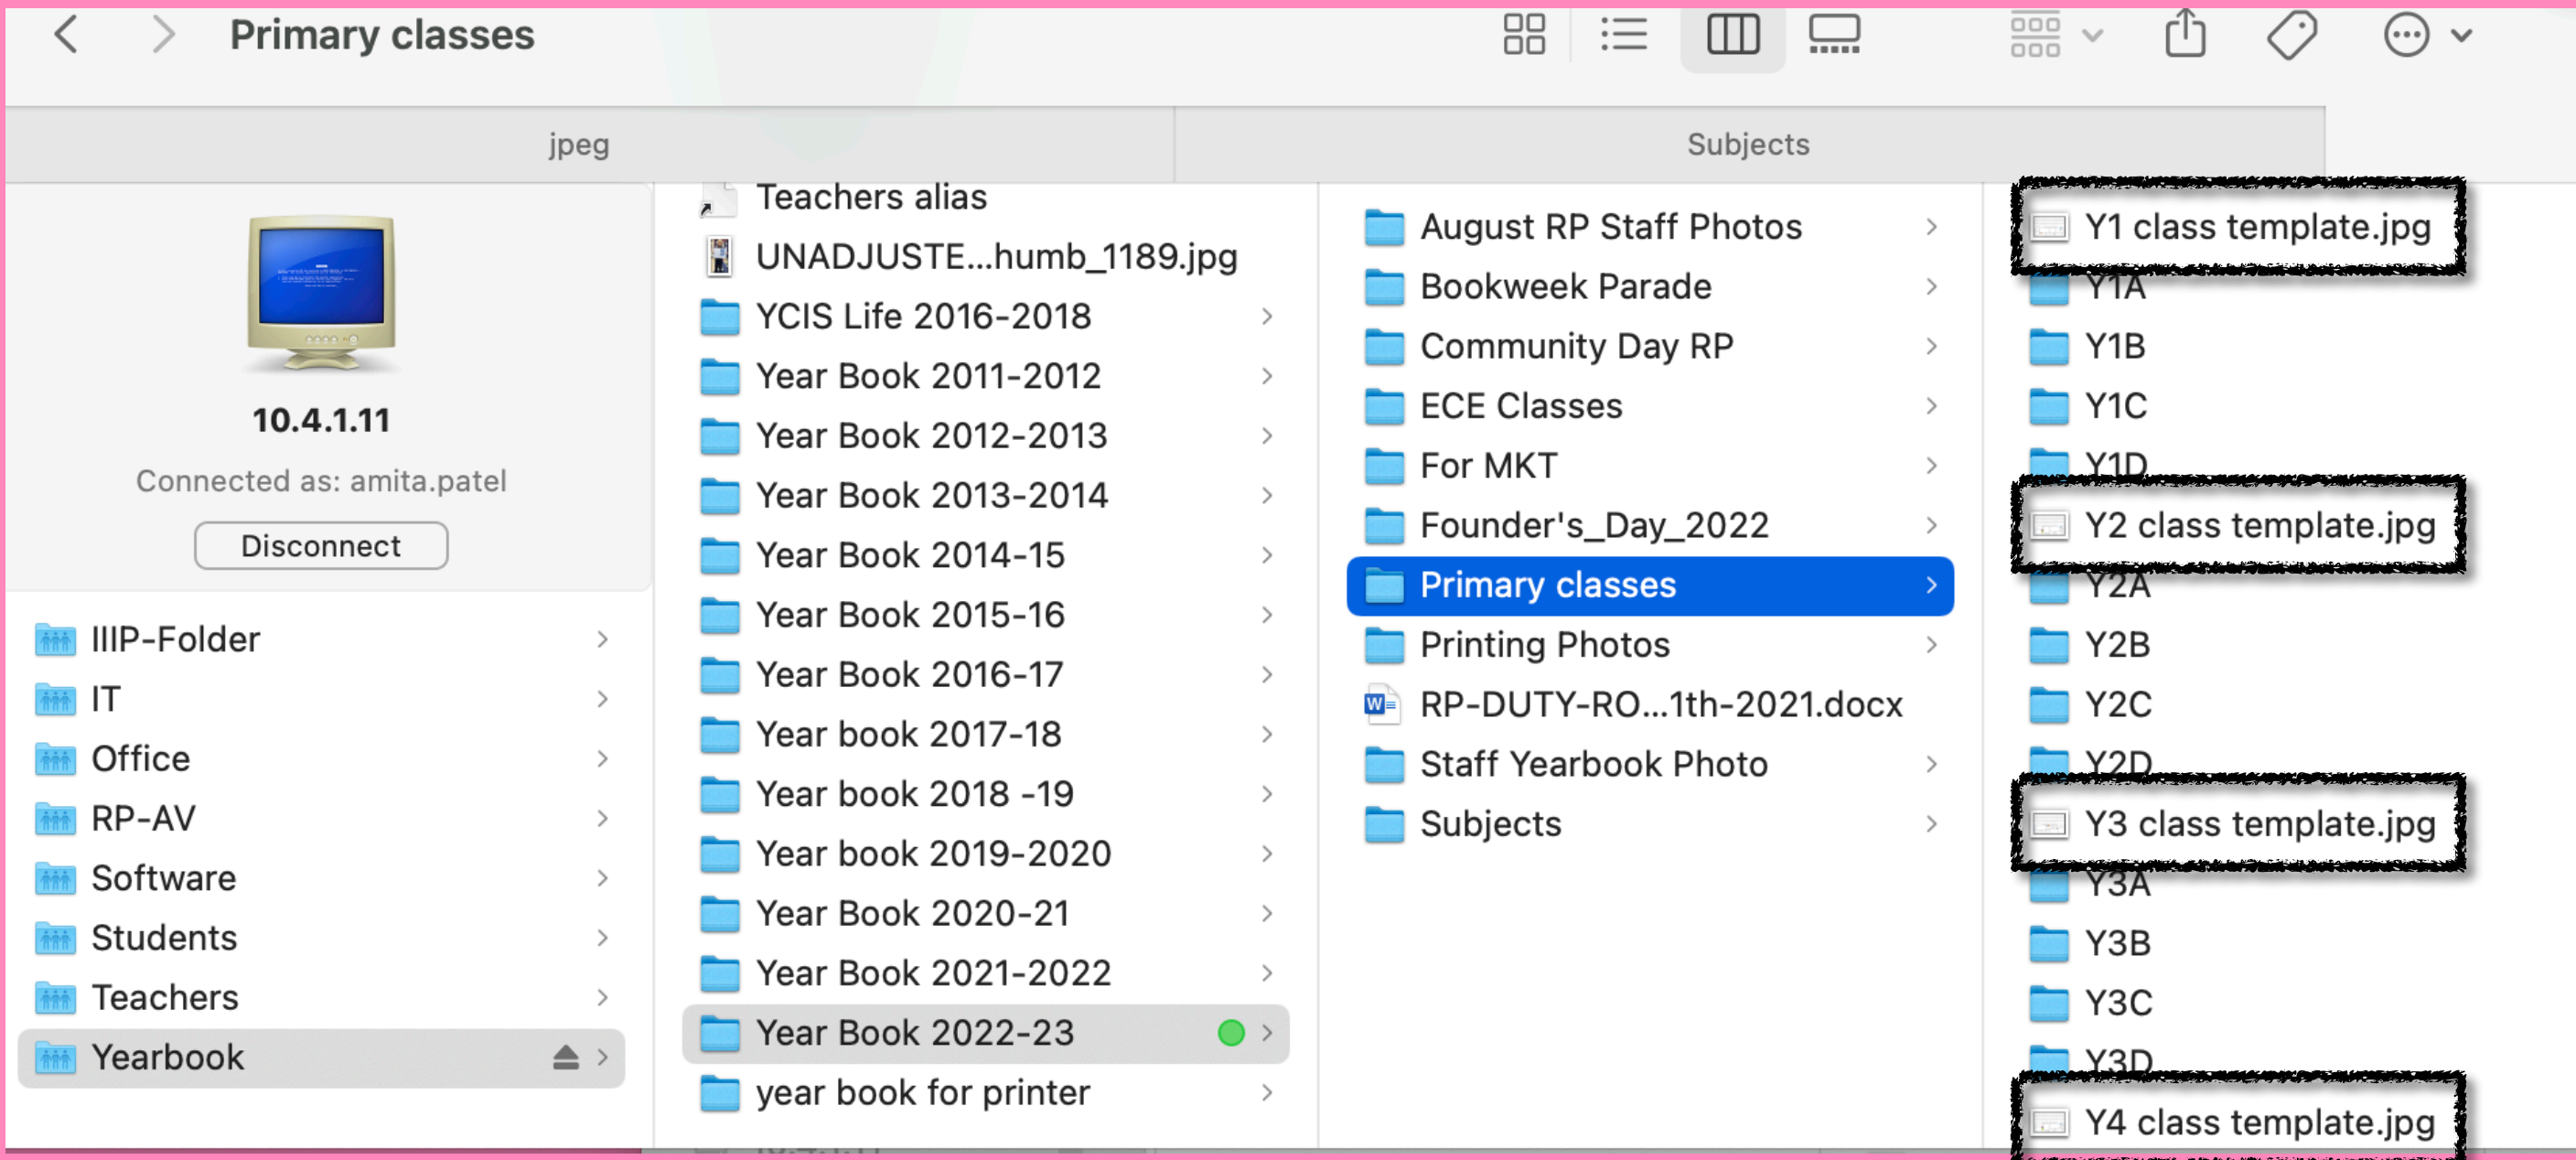 Primary classes
jpeg
Subjects
10.4.1.11
Connected as: amita.patel
Disconnect
IIIP-Folder
IT
Office
RP-AV
Software
Students
Teachers
Yearbook
Teachers alias
UNADJUSTE...humb_1189.jpg
YCIS Life 2016-2018
Year Book 2011-2012
Year Book 2012-2013
Year Book 2013-2014
Year Book 2014-15
Year Book 2015-16
Year Book 2016-17
Year book 2017-18
Year book 2018 -19
Year book 2019-2020
Year Book 2020-21
Year Book 2021-2022
Year Book 2022-23
year book for printer
August RP Staff Photos
Bookweek Parade
Community Day RP
ECE Classes
For MKT
Founder's_Day_2022
Primary classes
Printing Photos
RP-DUTY-RO...1th-2021.docx
Staff Yearbook Photo
Subjects
Y1 class template.jpg
Y1A
Y1B
Y1C
Y1D
Y2 class template.jpg
Y2A
Y2B
Y2C
Y2D
Y3 class template.jpg
Y3A
Y3B
Y3C
Y3D
Y4 class template.jpg